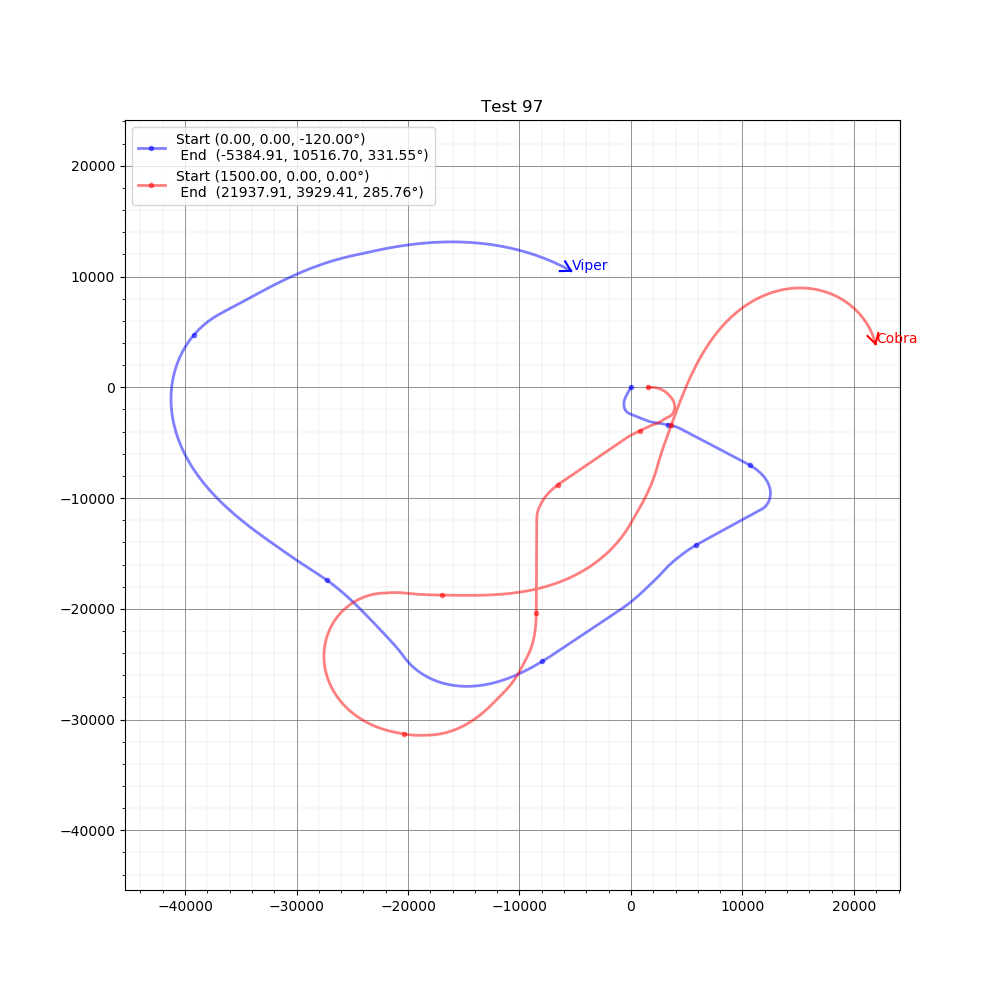 Test 97
Start (0.00, 0.00, -120.00°)
End (-5384.91, 10516.70, 331.55°)
Start (1500.00, 0.00, 0.00°)
End (21937.91, 3929.41, 285.76°)
20000
10000
0
−10000
−20000
−30000
−40000
Viper
Cobra
−40000 −30000 −20000 −10000 0 10000 20000